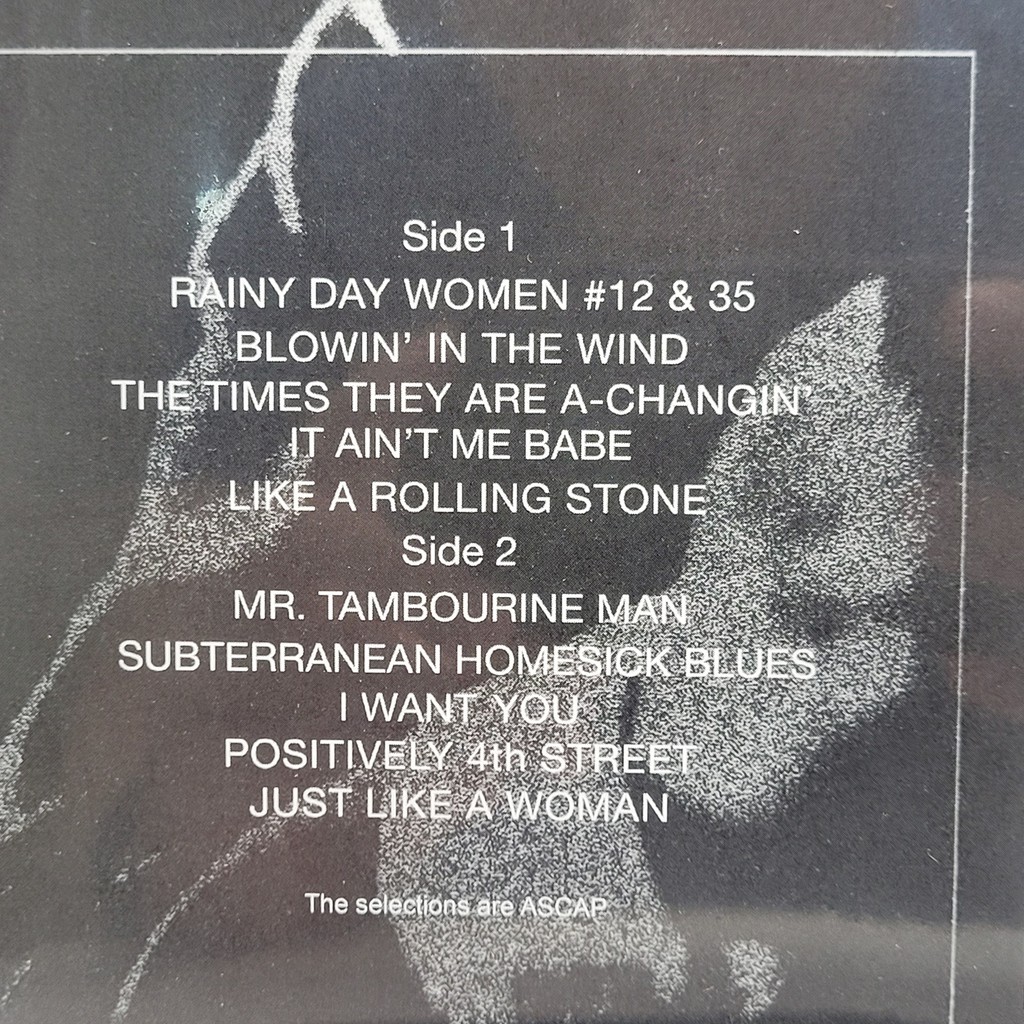 Side 1
RAINY DAY WOMEN #12 & 35
BLOWIN' IN THE WIND
THE TIMES THEY ARE A-CHANGIN'
IT AIN'T ME BABE
LIKE A ROLLING STONE
Side 2
MR. TAMBOURINE MAN
SUBTERRANEAN HOMESICK BLUES
I WANT YOU
POSITIVELY 4th STREET
JUST LIKE A WOMAN
The selections are ASCAP